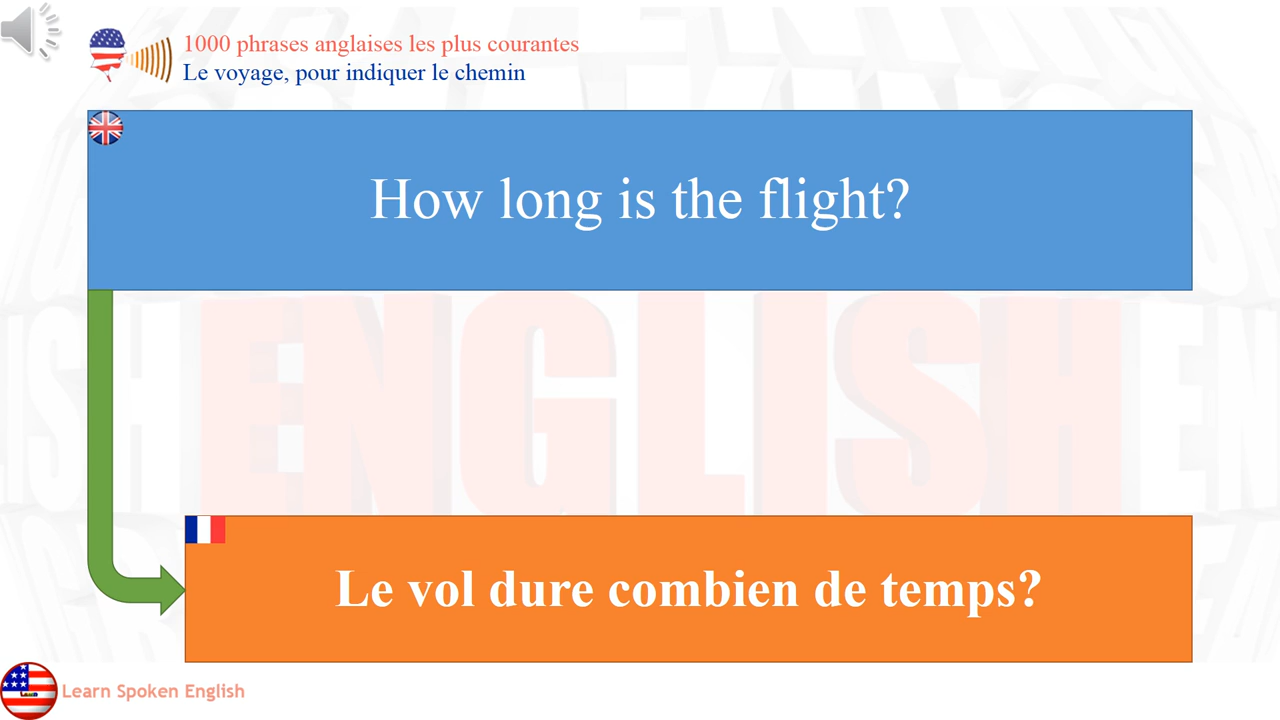 1000 phrases anglaises les plus courantes
Le voyage, pour indiquer le chemin
How long is the flight?
ENGLISH
Le vol dure combien de temps?
Learn Spoken English